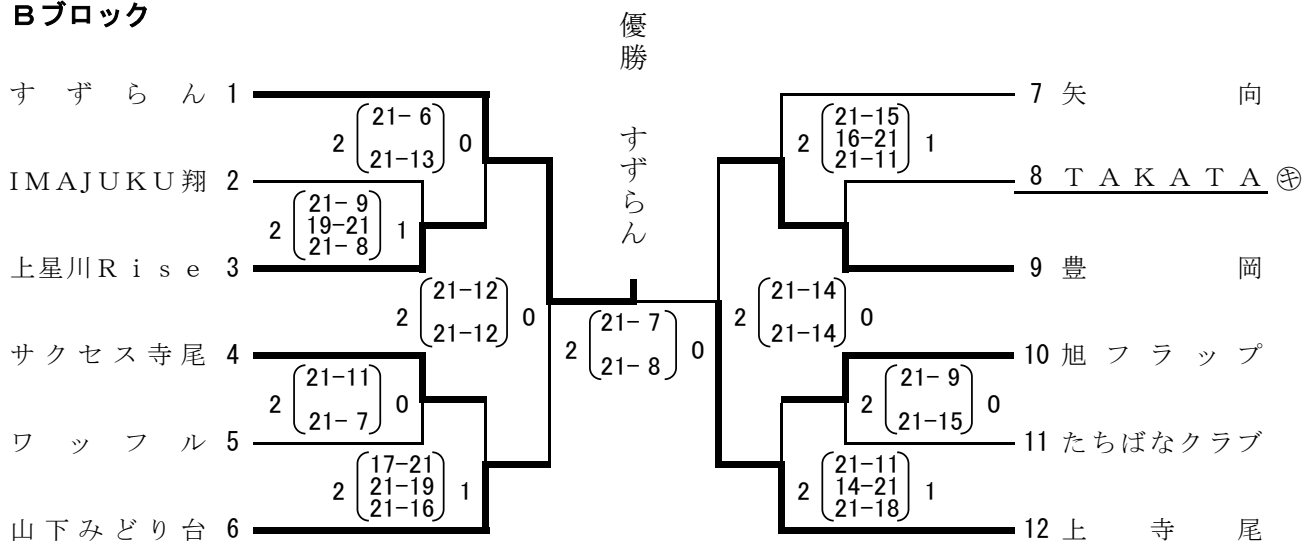 Bブロック
優勝 すずらん
すずらん 1
2 (21- 6 21-13) 0
IMAJUKU翔 2
2 (21- 9 19-21 21- 8) 1
上星川Rise 3
2 (21-12 21-12) 0
サクセス寺尾 4
2 (21-11 21- 7) 0
ワッフル 5
2 (17-21 21-19 21-16) 1
山下みどり台 6
2 (21- 7 21- 8) 0
7 矢向
2 (21-15 16-21 21-11) 1
8 TAKATA ㋖
9 豊岡
2 (21-14 21-14) 0
10 旭フラップ
2 (21- 9 21-15) 0
11 たちばなクラブ
2 (21-11 14-21 21-18) 1
12 上寺尾